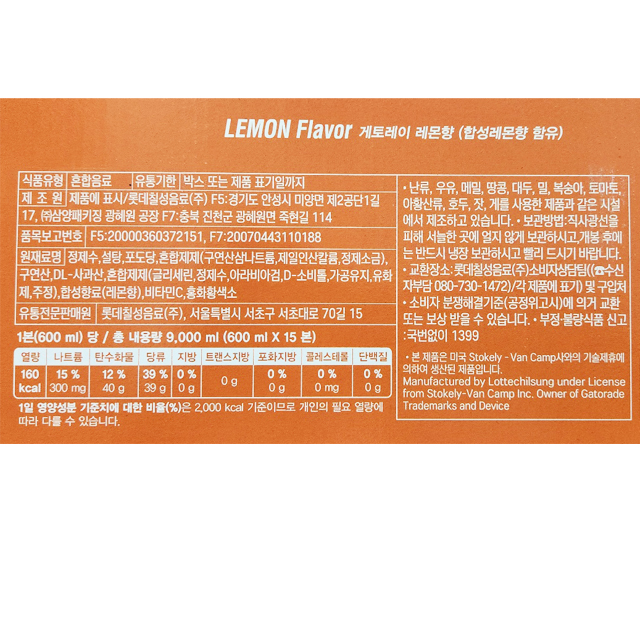 LEMON Flavor 게토레이 레몬향 (합성레몬향 함유)
식품유형 혼합음료 유통기한 박스 또는 제품 표기일까지
제 조 원 제품에 표시/롯데칠성음료(주) F5:경기도 안성시 미양면 제2공단1길
17, ㈜삼양패키징 광혜원 공장 F7:충북 진천군 광혜원면 죽현길 114
품목보고번호 F5:20000360372151, F7:20070443110188
원재료명 정제수,설탕,포도당,혼합제제(구연산삼나트륨,제일인산칼륨,정제소금),
구연산,DL-사과산,혼합제제(글리세린,정제수,아라비아검,D-소비톨,가공유지,유화
제,주정),합성향료(레몬향),비타민C,홍화황색소
유통전문판매원 롯데칠성음료(주), 서울특별시 서초구 서초대로 70길 15
1본(600 ml) 당 / 총 내용량 9,000 ml (600 ml X 15 본)
열량 나트륨 탄수화물 당류 지방 트랜스지방 포화지방 콜레스테롤 단백질
160 15 % 12 % 39 % 0 % 0 g 0 % 0 % 0 %
kcal 300 mg 40 g 39 g 0 g 0 g 0 mg 0 g
1일 영양성분 기준치에 대한 비율(%)은 2,000 kcal 기준이므로 개인의 필요 열량에
따라 다를 수 있습니다.
• 난류, 우유, 메밀, 땅콩, 대두, 밀, 복숭아, 토마토,
아황산류, 호두, 잣, 게를 사용한 제품과 같은 시설
에서 제조하고 있습니다. • 보관방법:직사광선을
피해 서늘한 곳에 얼지 않게 보관하시고,개봉 후에
는 반드시 냉장 보관하시고 빨리 드시기 바랍니다.
• 교환장소:롯데칠성음료(주)소비자상담팀((☎수신
자부담 080-730-1472)/각 제품에 표기) 및 구입처
• 소비자 분쟁해결기준(공정위고시)에 의거 교환
또는 보상 받을 수 있습니다. • 부정·불량식품 신고
:국번없이 1399
• 본 제품은 미국 Stokely - Van Camp사와의 기술제휴에
의하여 생산된 제품입니다.
Manufactured by Lottechilsung under License
from Stokely-Van Camp Inc. Owner of Gatorade
Trademarks and Device